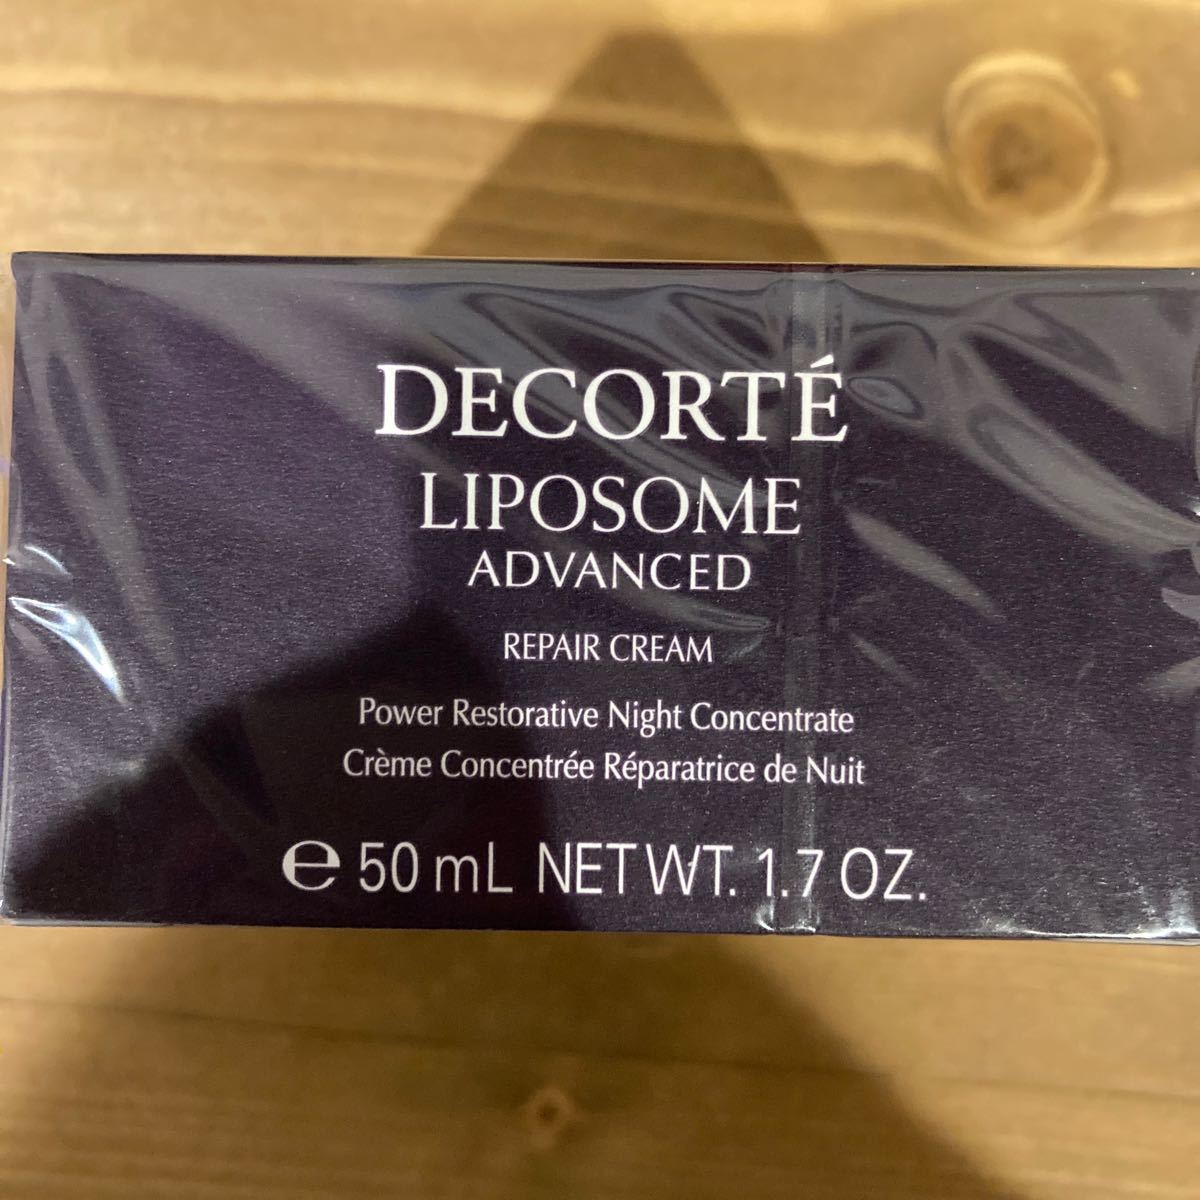 DECORTÉ
LIPOSOME
ADVANCED
REPAIR CREAM
Power Restorative Night Concentrate
Crème Concentrée Réparatrice de Nuit
℮ 50 mL NET WT. 1.7 OZ.